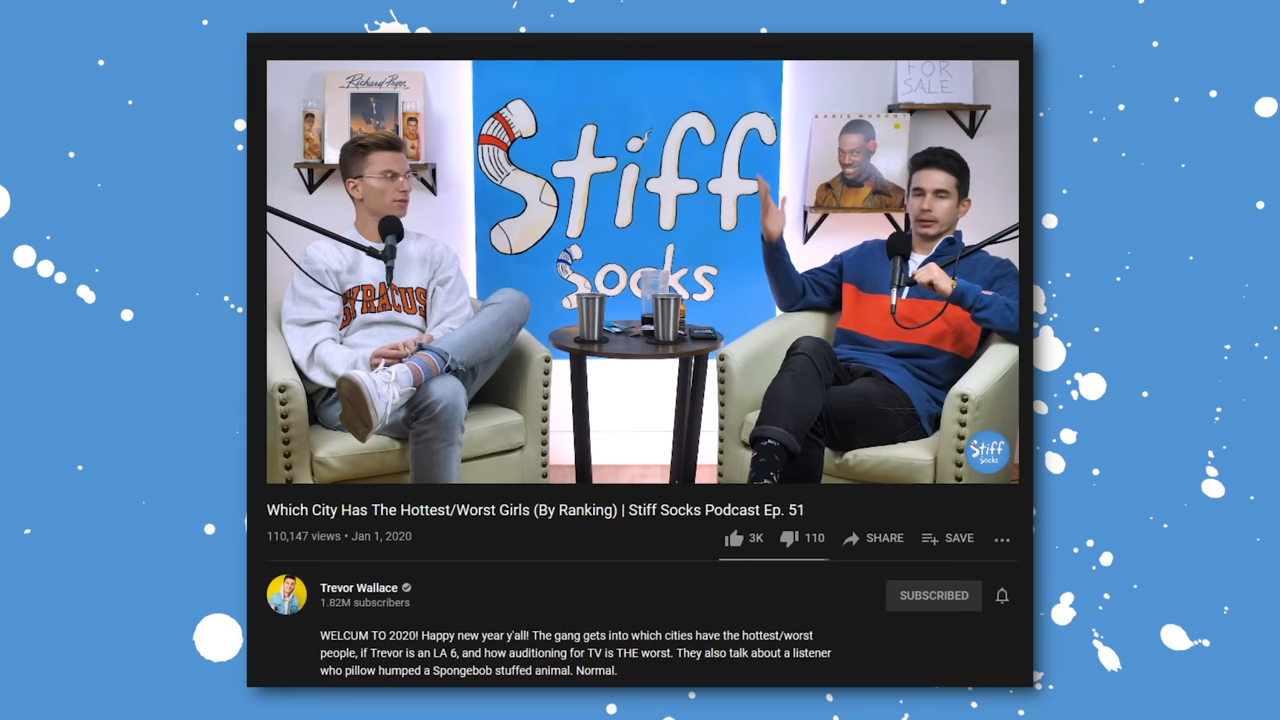 Richard Pryor
FOR
SALE
EDDIE MURPHY
Stiff
Socks
SYRACUS
Stiff
Socks
Which City Has The Hottest/Worst Girls (By Ranking) | Stiff Socks Podcast Ep. 51
110,147 views • Jan 1, 2020
3K
110
SHARE
SAVE
Trevor Wallace
1.82M subscribers
SUBSCRIBED
WELCUM TO 2020! Happy new year y'all! The gang gets into which cities have the hottest/worst
people, if Trevor is an LA 6, and how auditioning for TV is THE worst. They also talk about a listener
who pillow humped a Spongebob stuffed animal. Normal.